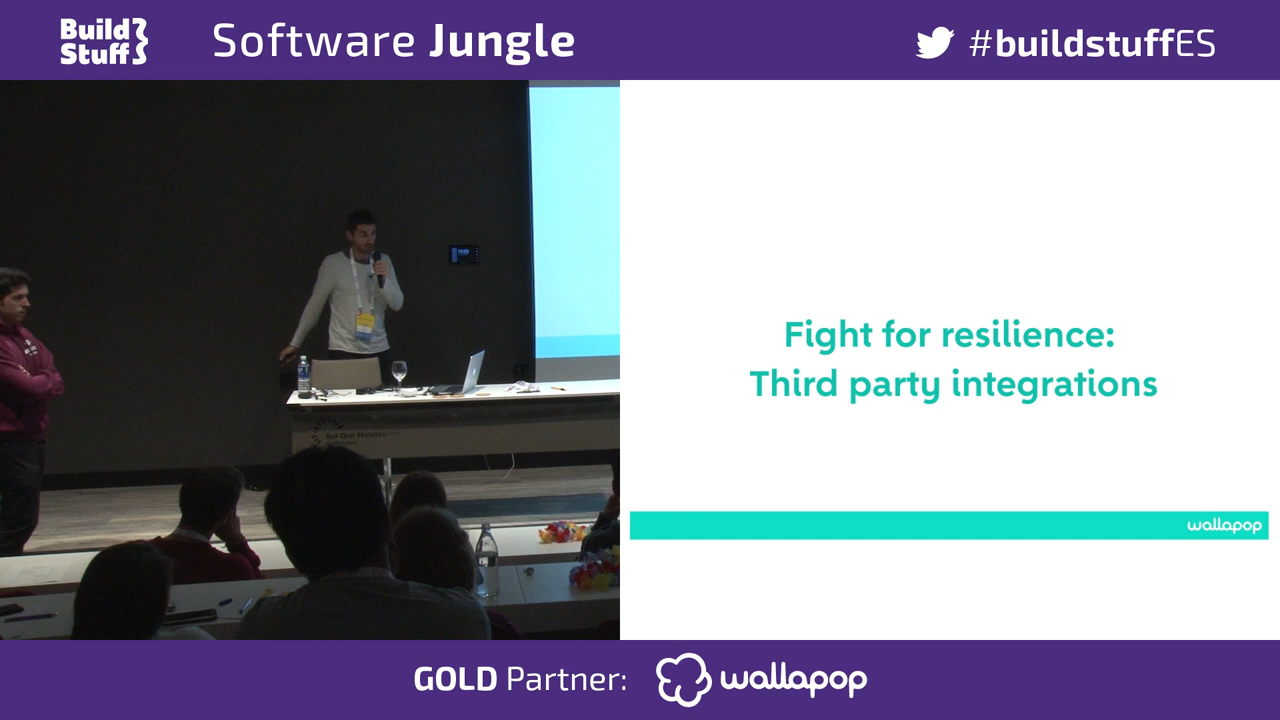 Build
Stuff
Software Jungle
#buildstuffES
Fight for resilience:
Third party integrations
wallapop
GOLD Partner:
wallapop